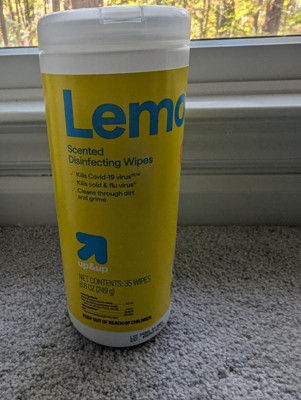 Lemo
Scented
Disinfecting Wipes
✓ Kills Covid-19 virus
✓ Kills cold & flu virus
✓ Cleans through dirt
and grime
up&up
NET CONTENTS: 35 WIPES
KEEP OUT OF REACH OF CHILDREN